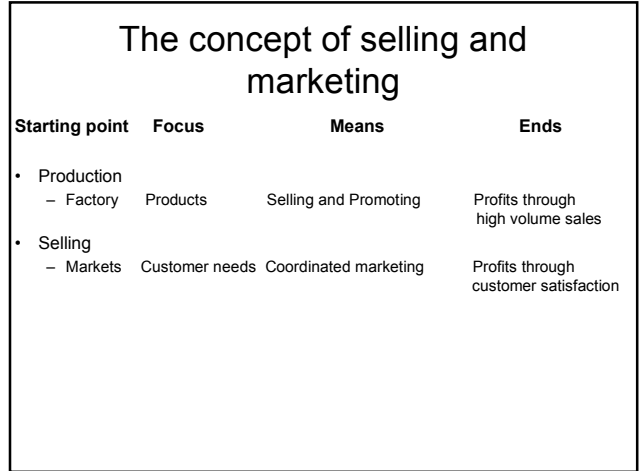 The concept of selling and
marketing
Starting point Focus Means Ends
• Production
– Factory Products Selling and Promoting Profits through
high volume sales
• Selling
– Markets Customer needs Coordinated marketing Profits through
customer satisfaction